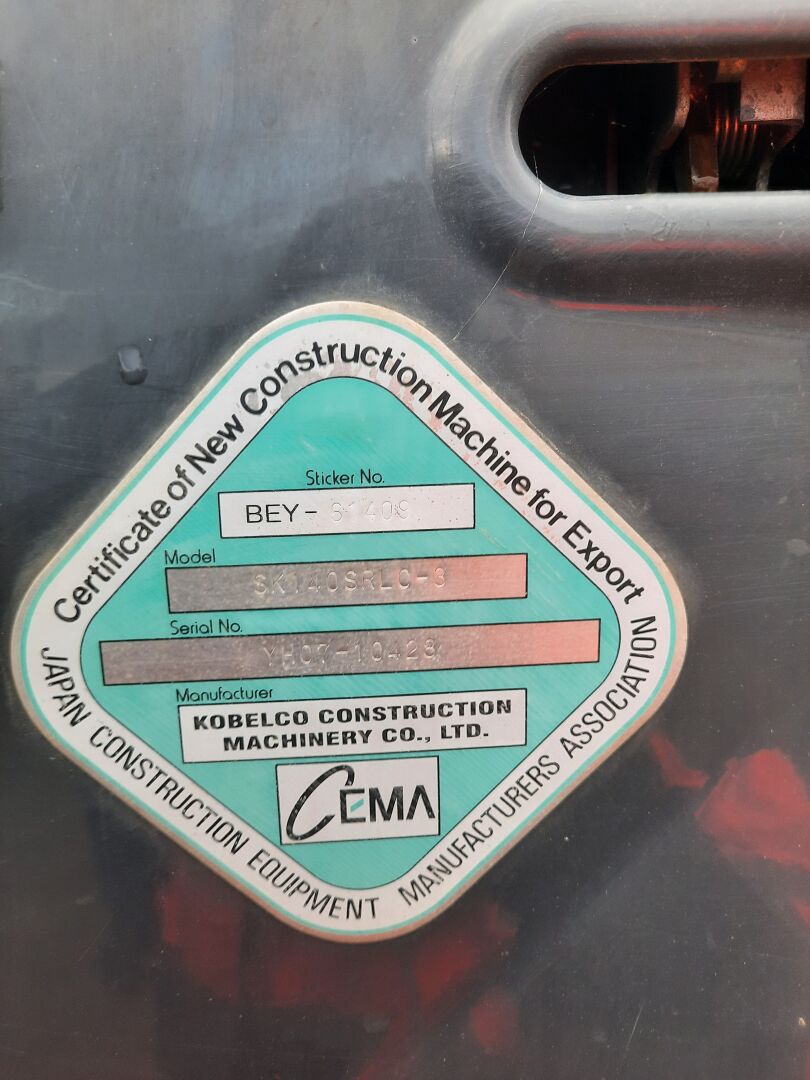 Certificate of New Construction Machine for Export
Sticker No.
BEY-S1409
Model
SK140SRLC-3
Serial No.
YH07-10423
Manufacturer
KOBELCO CONSTRUCTION
MACHINERY CO., LTD.
CEMA
JAPAN CONSTRUCTION EQUIPMENT MANUFACTURERS ASSOCIATION